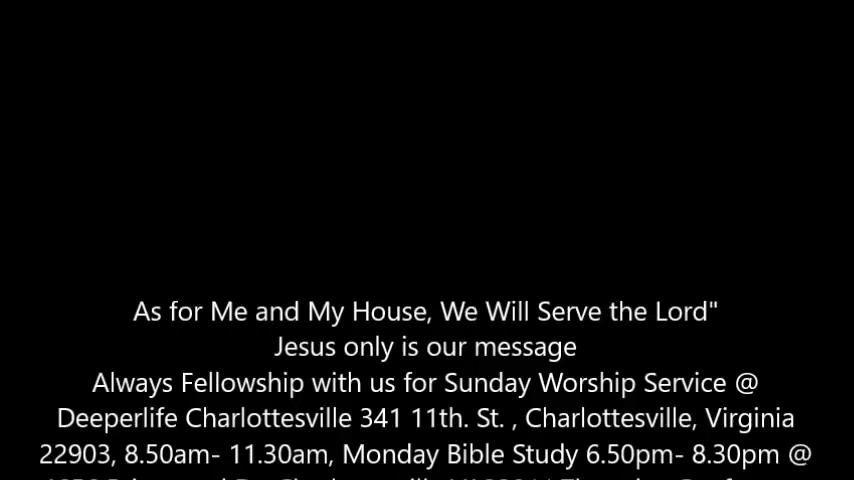 As for Me and My House, We Will Serve the Lord"
Jesus only is our message
Always Fellowship with us for Sunday Worship Service @
Deeperlife Charlottesville 341 11th. St. , Charlottesville, Virginia
22903, 8.50am- 11.30am, Monday Bible Study 6.50pm- 8.30pm @